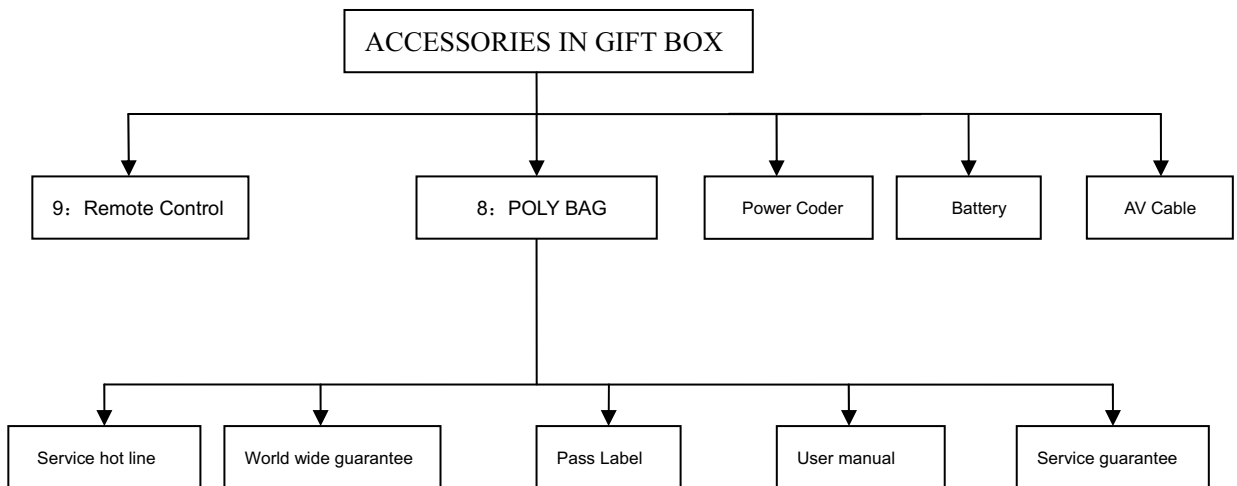 ACCESSORIES IN GIFT BOX
9：Remote Control
8：POLY BAG
Power Coder
Battery
AV Cable
Service hot line
World wide guarantee
Pass Label
User manual
Service guarantee